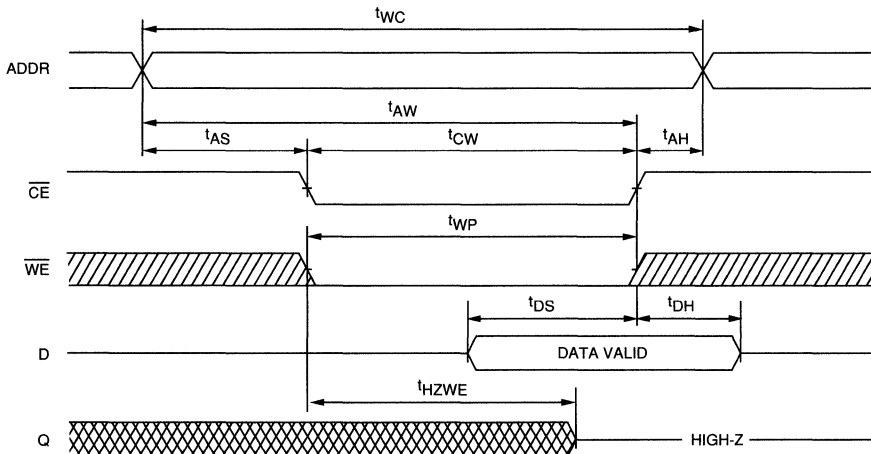 tWC
ADDR
tAW
tAS tCW tAH
CE
tWP
WE
tDS tDH
D DATA VALID
tHZWE
Q HIGH-Z